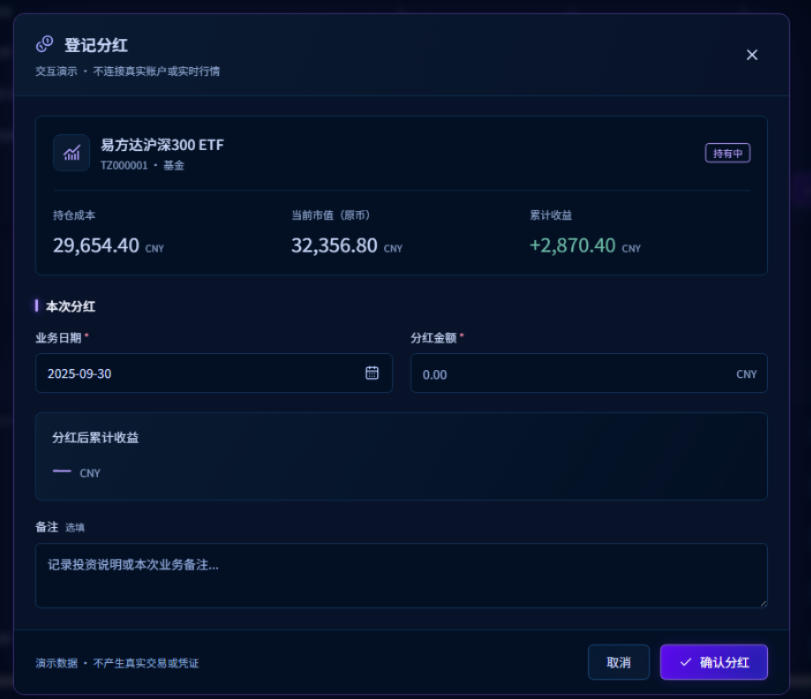 登记分红
交互演示 · 不连接真实账户或实时行情
易方达沪深300 ETF
TZ000001 · 基金
持有中
持仓成本
29,654.40 CNY
当前市值（原币）
32,356.80 CNY
累计收益
+2,870.40 CNY
本次分红
业务日期*
2025-09-30
分红金额*
0.00 CNY
分红后累计收益
— CNY
备注 选填
记录投资说明或本次业务备注...
演示数据 · 不产生真实交易或凭证
取消
确认分红